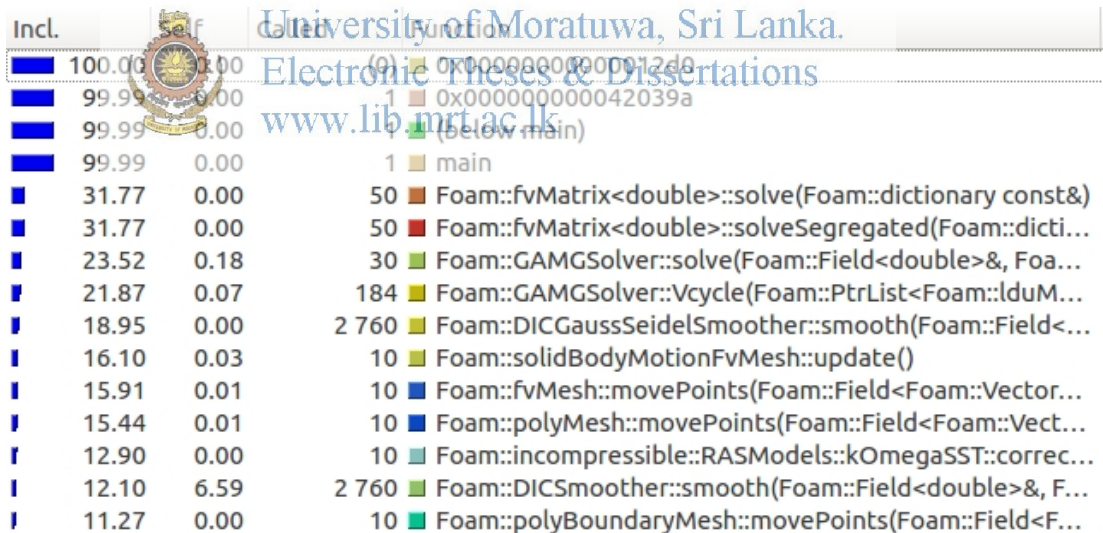 University of Moratuwa, Sri Lanka.
Electronic Theses & Dissertations
www.lib.mrt.ac.lk
Incl. Self Called Function
100.00 0.00 (0) 0x00000000000012d0
99.99 0.00 1 0x000000000042039a
99.99 0.00 1 (below main)
99.99 0.00 1 main
31.77 0.00 50 Foam::fvMatrix<double>::solve(Foam::dictionary const&)
31.77 0.00 50 Foam::fvMatrix<double>::solveSegregated(Foam::dicti...
23.52 0.18 30 Foam::GAMGSolver::solve(Foam::Field<double>&, Foa...
21.87 0.07 184 Foam::GAMGSolver::Vcycle(Foam::PtrList<Foam::lduM...
18.95 0.00 2 760 Foam::DICGaussSeidelSmoother::smooth(Foam::Field<...
16.10 0.03 10 Foam::solidBodyMotionFvMesh::update()
15.91 0.01 10 Foam::fvMesh::movePoints(Foam::Field<Foam::Vector...
15.44 0.01 10 Foam::polyMesh::movePoints(Foam::Field<Foam::Vect...
12.90 0.00 10 Foam::incompressible::RASModels::kOmegaSST::correc...
12.10 6.59 2 760 Foam::DICSmoother::smooth(Foam::Field<double>&, F...
11.27 0.00 10 Foam::polyBoundaryMesh::movePoints(Foam::Field<F...